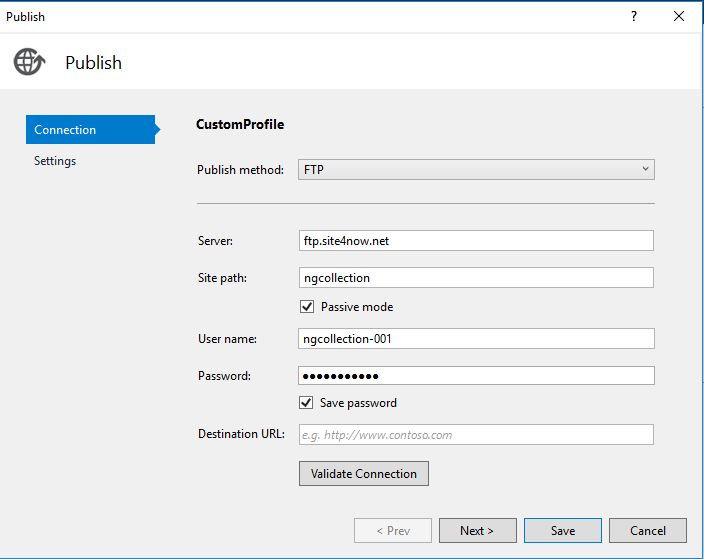 Publish
?
Publish
Connection
CustomProfile
Settings
Publish method: FTP
Server: ftp.site4now.net
Site path: ngcollection
Passive mode
User name: ngcollection-001
Password: ●●●●●●●●●●●
Save password
Destination URL: e.g. http://www.contoso.com
Validate Connection
< Prev Next > Save Cancel